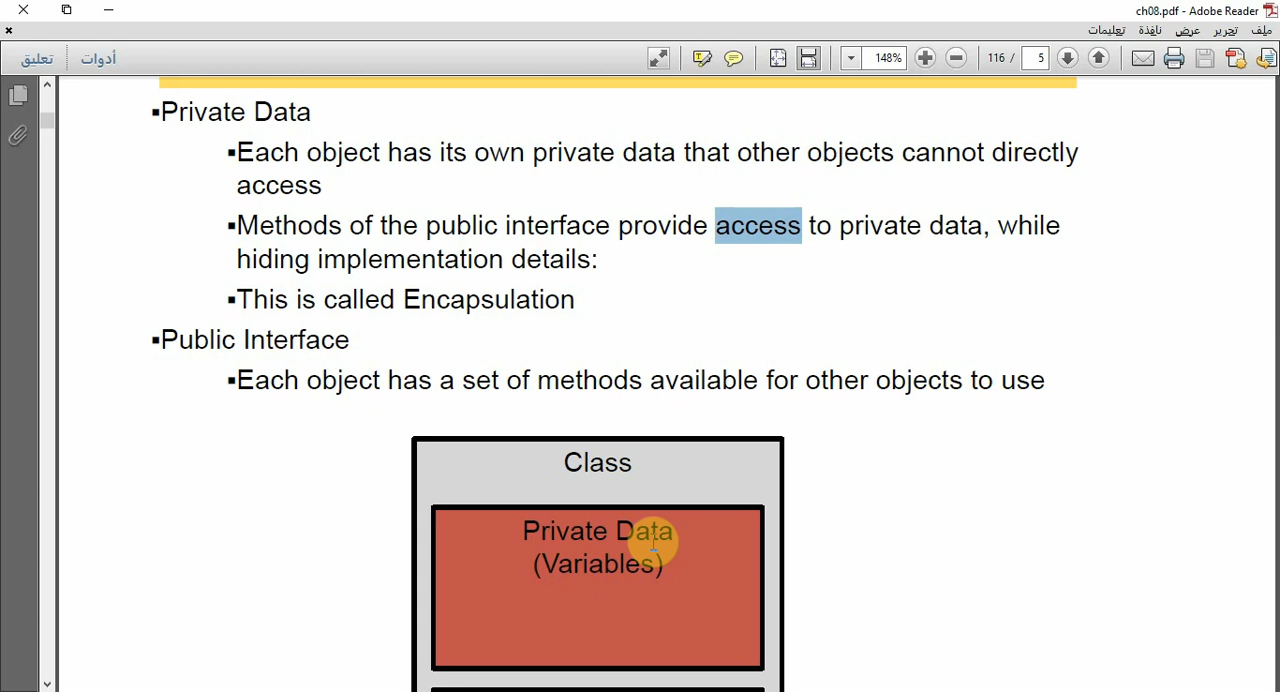 ch08.pdf - Adobe Reader
ملف تحرير عرض نافذة تعليمات
تعليق أدوات 148% 116 / 5
▪Private Data
▪Each object has its own private data that other objects cannot directly
access
▪Methods of the public interface provide access to private data, while
hiding implementation details:
▪This is called Encapsulation
▪Public Interface
▪Each object has a set of methods available for other objects to use
Class
Private Data
(Variables)